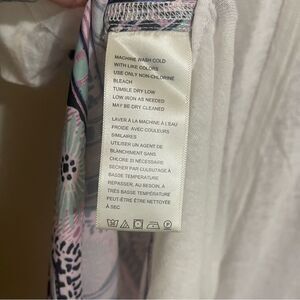 MACHINE WASH COLD
WITH LIKE COLORS
USE ONLY NON-CHLORINE
BLEACH
TUMBLE DRY LOW
LOW IRON AS NEEDED
MAY BE DRY CLEANED
LAVER À LA MACHINE À L'EAU
FROIDE AVEC COULEURS
SIMILAIRES
UTILISER UN AGENT DE
BLANCHIMENT SANS
CHLORE SI NÉCESSAIRE
SÉCHER PAR CULBUTAGE À
BASSE TEMPÉRATURE
REPASSER, AU BESOIN, À
TRÈS BASSE TEMPÉRATURE
PEUT-ÊTRE ÊTRE NETTOYÉE
À SEC